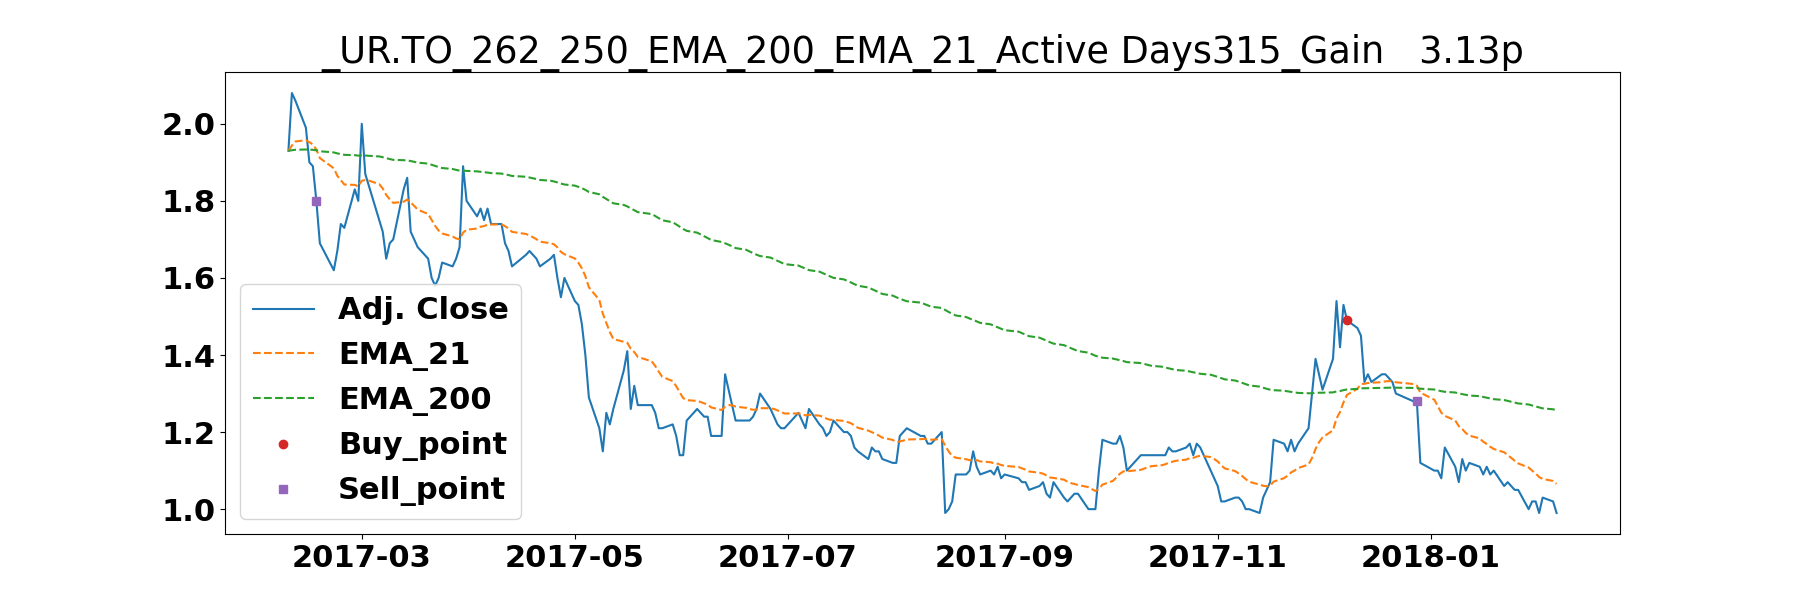 _UR.TO_262_250_EMA_200_EMA_21_Active Days315_Gain   3.13p
2.0
1.8
1.6
1.4
1.2
1.0
Adj. Close
EMA_21
EMA_200
Buy_point
Sell_point
2017-03 2017-05 2017-07 2017-09 2017-11 2018-01